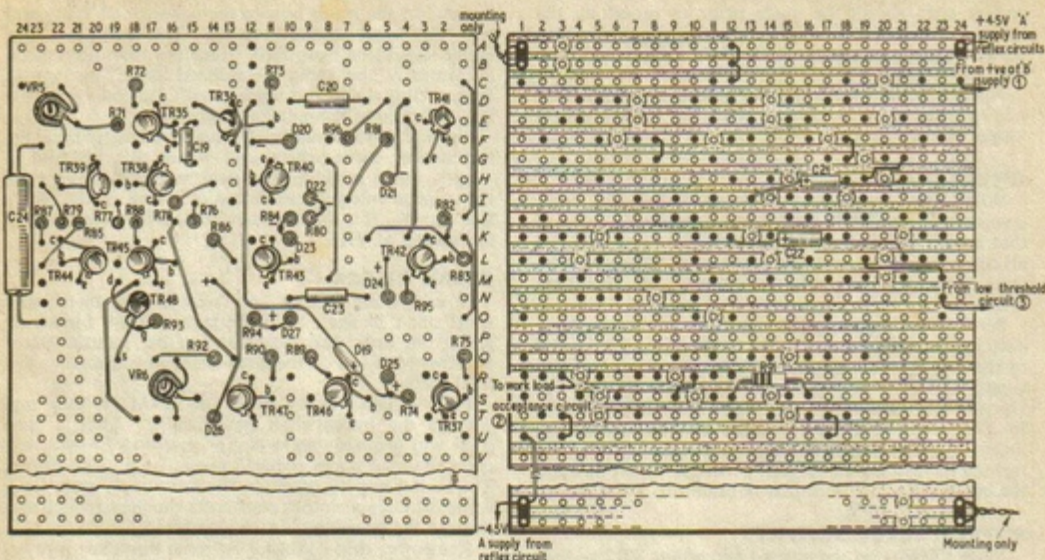 24 23 22 21 20 19 18 17 16 15 14 13 12 11 10 9 8 7 6 5 4 3 2
mounting
only
1 2 3 4 5 6 7 8 9 10 11 12 13 14 15 16 17 18 19 20 21 22 23 24
+4·5V 'A'
supply from
reflex circuits
From +ve of 'B'
supply ①
A
B
C
D
E
F
G
H
I
J
K
L
M
N
O
P
Q
R
S
T
U
V
VR5
R72
R73
C20
TR41
R71
TR35
TR36
C19
D20
R96
R81
TR39
TR38
TR40
D22
D21
C24
R87
R79
R77
R88
R78
R76
R84
R80
R82
R85
R86
D23
TR44
TR45
TR43
TR42
R83
D24
R95
TR48
R93
C23
R94
D27
R92
R90
R89
D19
D25
R75
VR6
TR47
TR46
R74
TR37
D26
C21
C22
R91
From low threshold
circuit ③
To work load
acceptance circuit
②
-4·5V
A supply from
reflex circuit
Mounting only